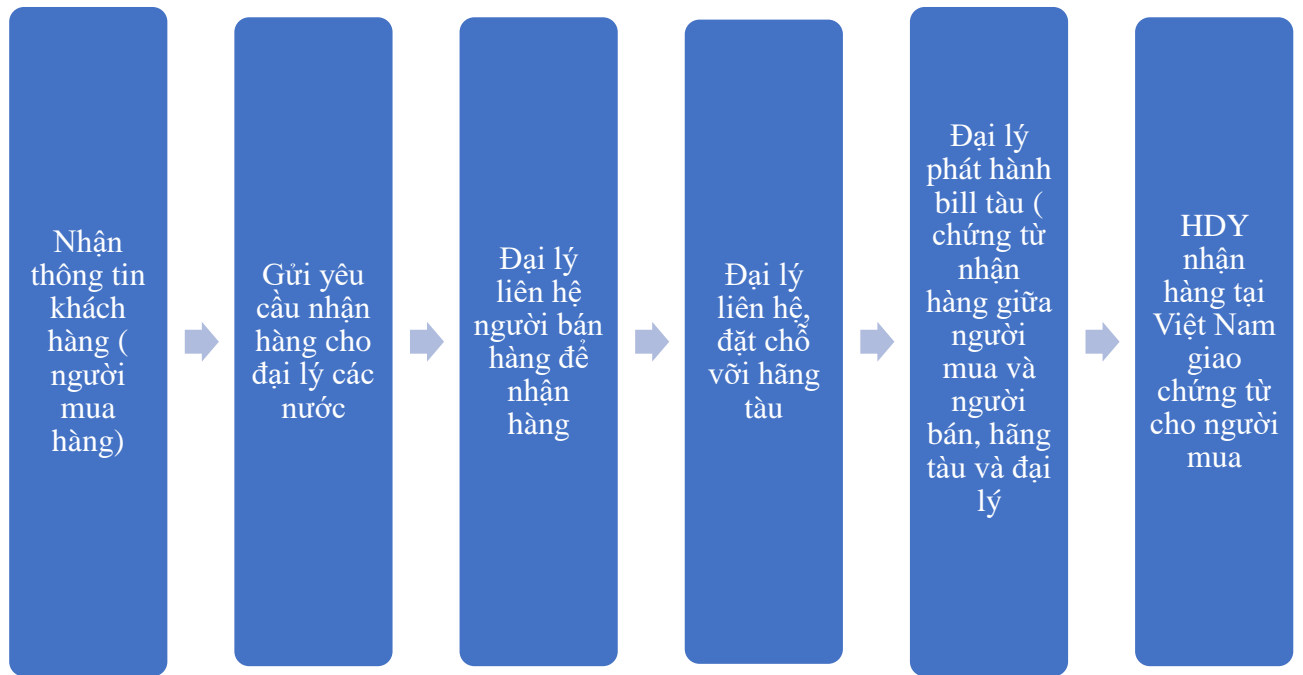 Nhận
thông tin
khách
hàng (
người
mua
hàng)
Gửi yêu
cầu nhận
hàng cho
đại lý các
nước
Đại lý
liên hệ
người bán
hàng để
nhận
hàng
Đại lý
liên hệ,
đặt chỗ
vỡi hãng
tàu
Đại lý
phát hành
bill tàu (
chứng từ
nhận
hàng giữa
người
mua và
người
bán, hãng
tàu và đại
lý
HDY
nhận
hàng tại
Việt Nam
giao
chứng từ
cho người
mua